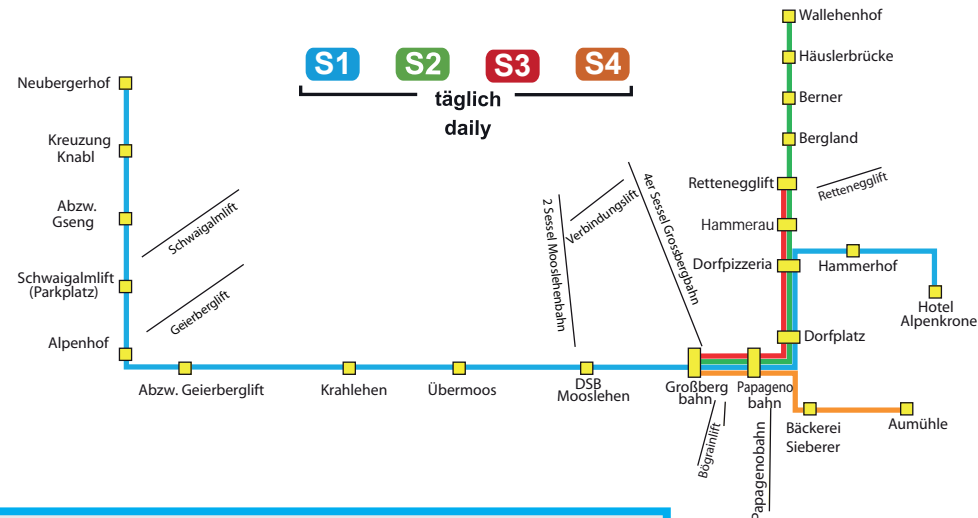 S1 S2 S3 S4
täglich
daily
Neubergerhof
Kreuzung
Knabl
Abzw.
Gseng
Schwaigalmlift
(Parkplatz)
Alpenhof
Schwaigalmlift
Geierberglift
Abzw. Geierberglift
Krahlehen
Übermoos
DSB
Mooslehen
2 Sessel Mooslehenbahn
Verbindungslift
4er Sessel Grossbergbahn
Großberg
bahn
Papageno
bahn
Bögrainlift
Papagenobahn
Wallehenhof
Häuslerbrücke
Berner
Bergland
Rettenegglift
Rettenegglift
Hammerau
Dorfpizzeria
Hammerhof
Hotel
Alpenkrone
Dorfplatz
Bäckerei
Sieberer
Aumühle